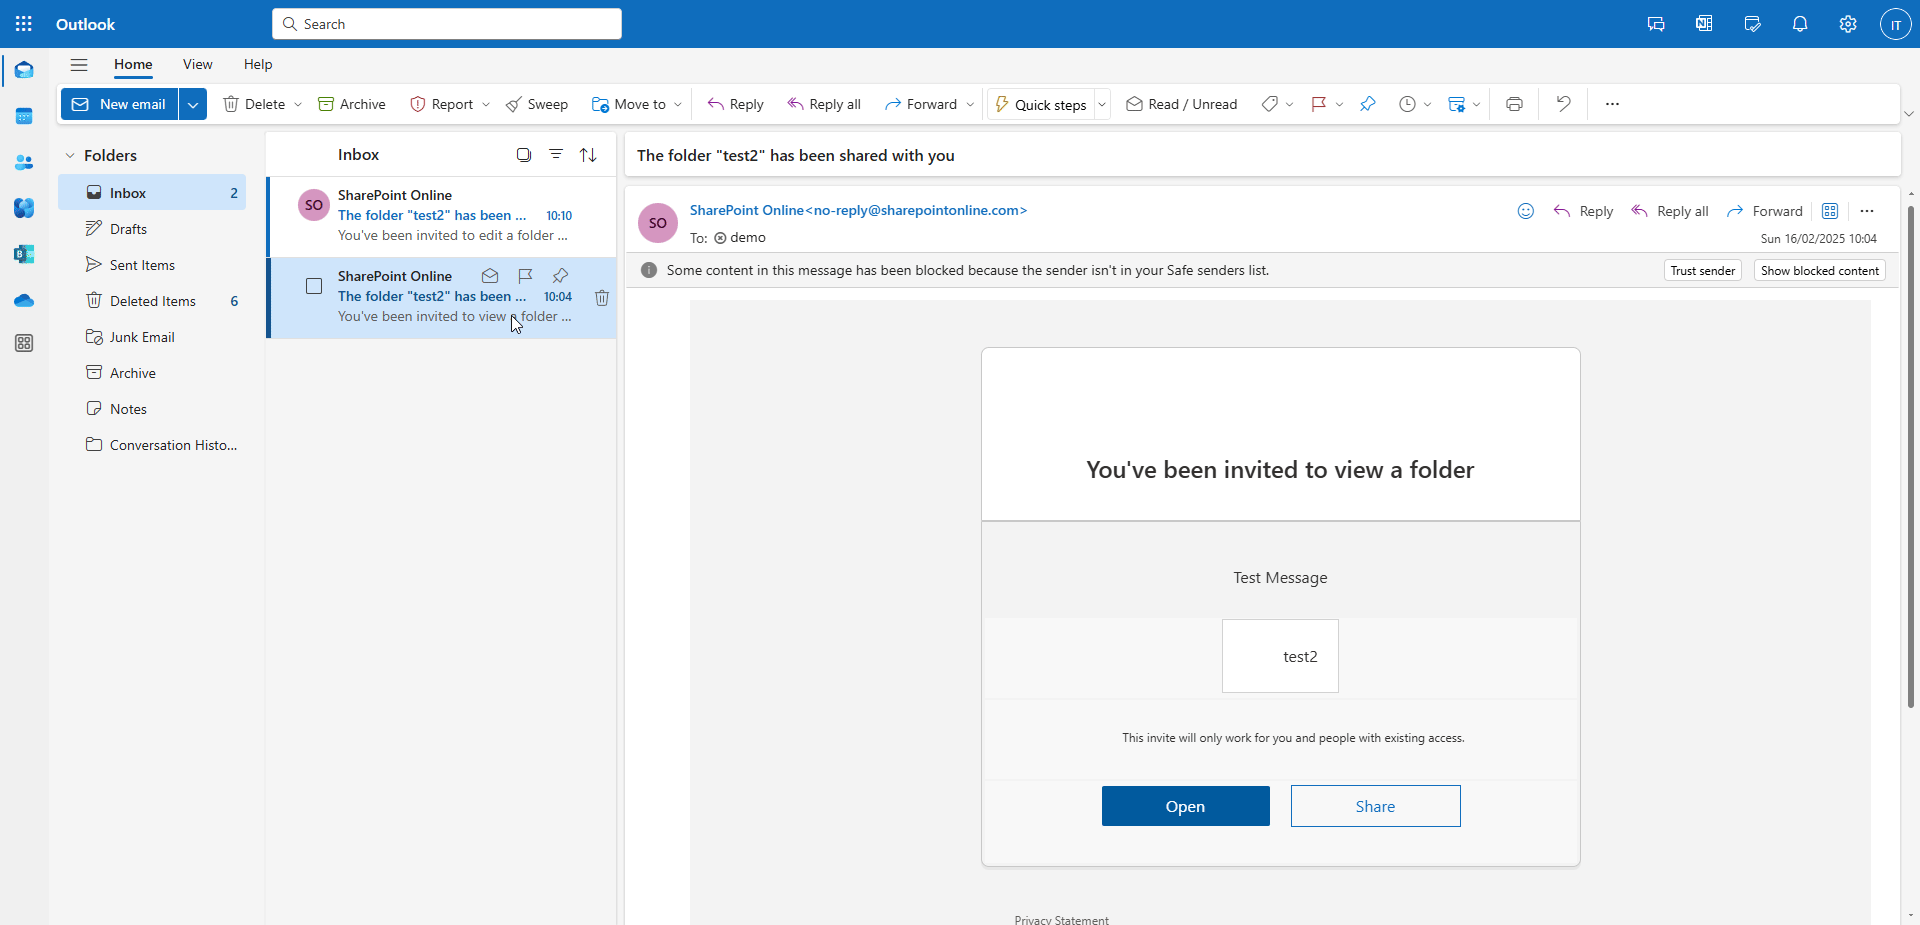 Outlook
Search
IT
Home View Help
New email Delete Archive Report Sweep Move to Reply Reply all Forward Quick steps Read / Unread ...
Folders
Inbox 2
Drafts
Sent Items
Deleted Items 6
Junk Email
Archive
Notes
Conversation Histo...
Inbox
SO
SharePoint Online
The folder "test2" has been ... 10:10
You've been invited to edit a folder ...
SharePoint Online
The folder "test2" has been ... 10:04
You've been invited to view a folder ...
The folder "test2" has been shared with you
SO
SharePoint Online<no-reply@sharepointonline.com>
Reply Reply all Forward ...
To: demo
Sun 16/02/2025 10:04
Some content in this message has been blocked because the sender isn't in your Safe senders list.
Trust sender Show blocked content
You've been invited to view a folder
Test Message
test2
This invite will only work for you and people with existing access.
Open Share
Privacy Statement